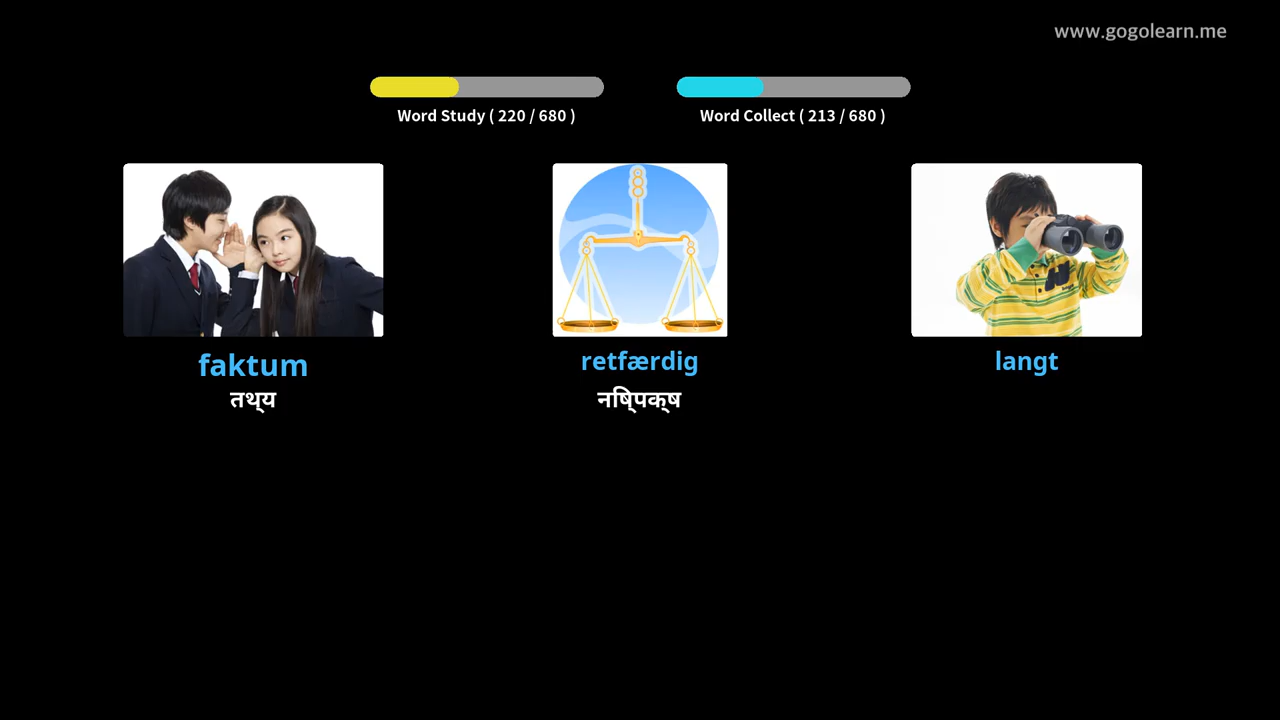 www.gogolearn.me
Word Study ( 220 / 680 )
Word Collect ( 213 / 680 )
faktum
तथ्य
retfærdig
निष्पक्ष
langt